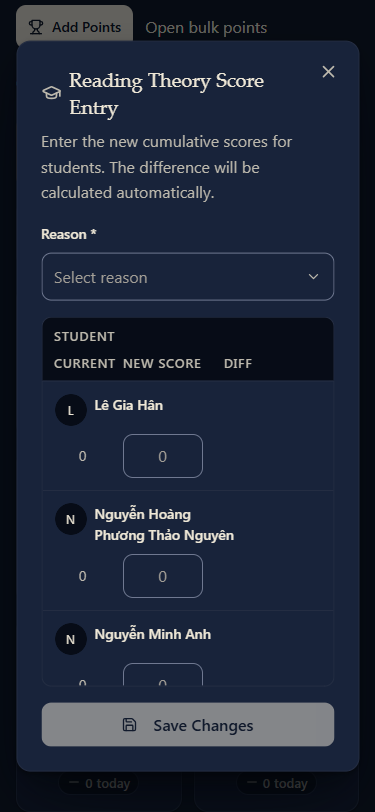 Add Points Open bulk points
Reading Theory Score
Entry
Enter the new cumulative scores for
students. The difference will be
calculated automatically.
Reason *
Select reason
STUDENT
CURRENT NEW SCORE DIFF
L Lê Gia Hân
0 0
N Nguyễn Hoàng
Phương Thảo Nguyên
0 0
N Nguyễn Minh Anh
0 0
Save Changes
0 today 0 today